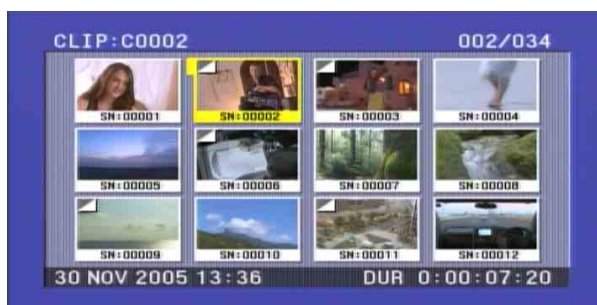 CLIP:C0002 002/034
SN:00001 SN:00002 SN:00003 SN:00004
SN:00005 SN:00006 SN:00007 SN:00008
SN:00009 SN:00010 SN:00011 SN:00012
30 NOV 2005 13:36 DUR 0:00:07:20